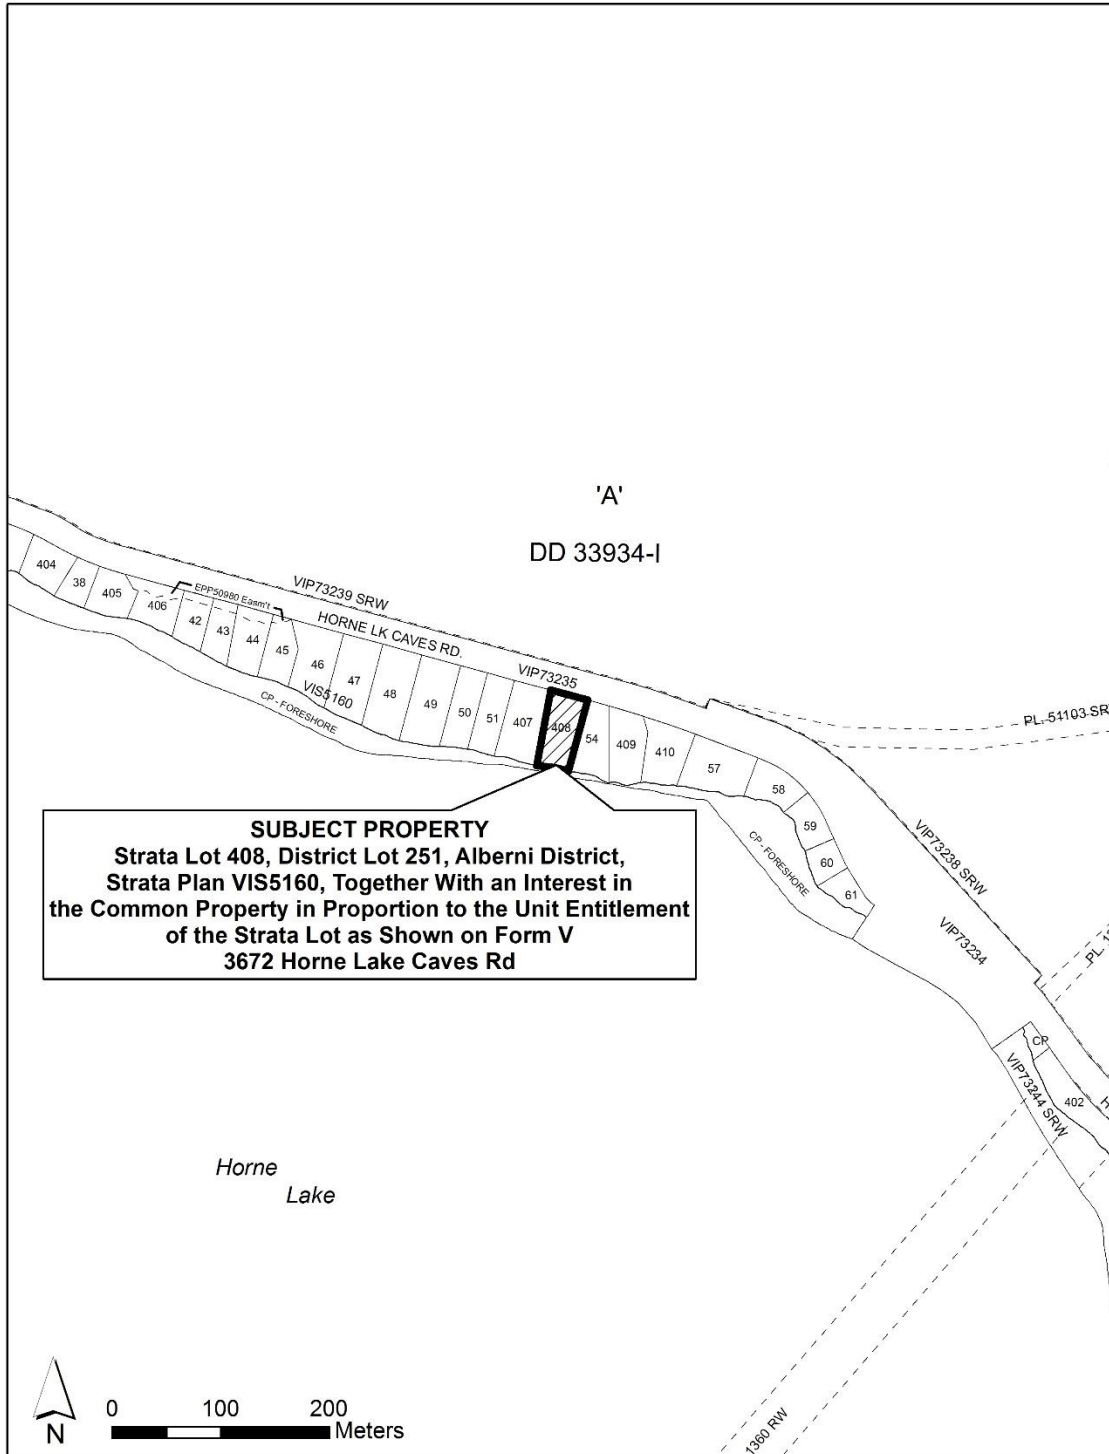 'A'
DD 33934-I
404
38
405
406
EPP50980 Easm't
42
43
44
45
46
47
48
49
50
51
407
408
54
409
410
57
58
59
60
61
VIP73239 SRW
HORNE LK CAVES RD.
VIP73235
VIS5160
CP - FORESHORE
PL. 51103 SR
CP - FORESHORE
VIP73238 SRW
VIP73234
SUBJECT PROPERTY
Strata Lot 408, District Lot 251, Alberni District,
Strata Plan VIS5160, Together With an Interest in
the Common Property in Proportion to the Unit Entitlement
of the Strata Lot as Shown on Form V
3672 Horne Lake Caves Rd
CP
VIP73244 SRW
402
Horne
Lake
1360 RW
N
0 100 200
Meters